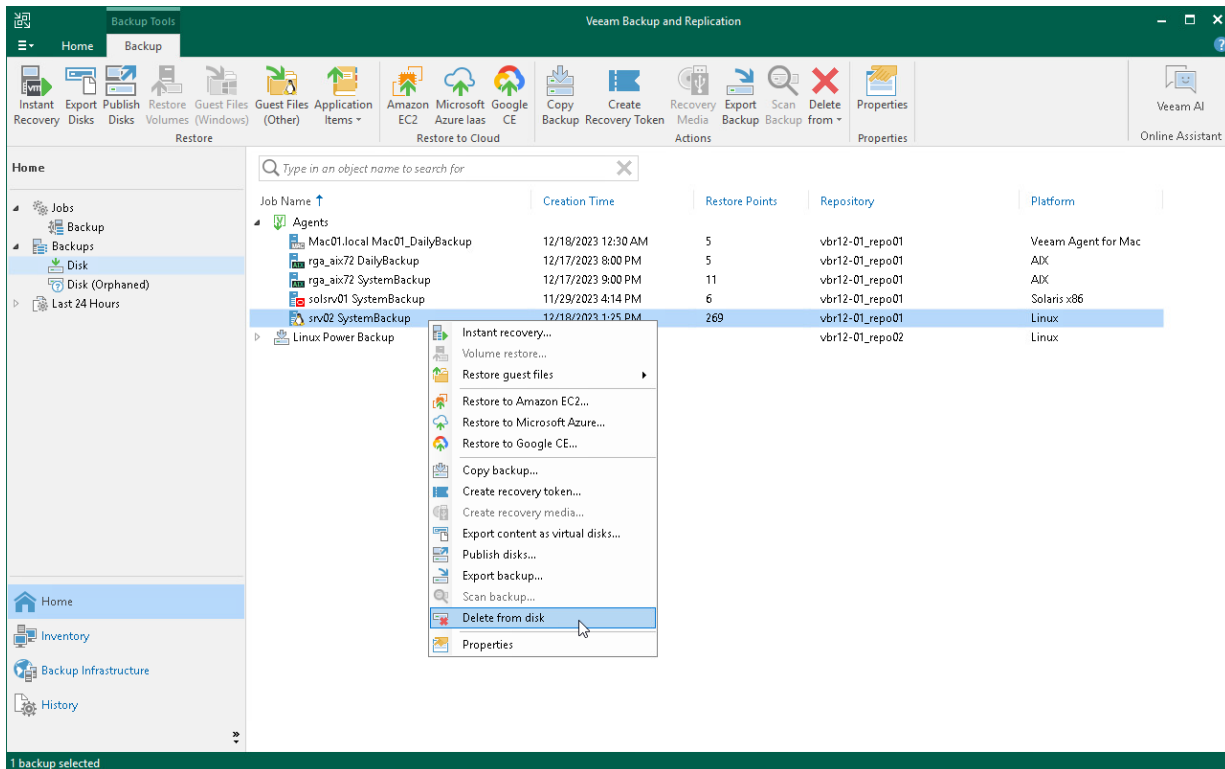 Backup Tools
Veeam Backup and Replication
Home Backup
Instant Recovery
Export Disks
Publish Disks
Restore Volumes
Guest Files (Windows)
Guest Files (Other)
Application Items
Restore
Amazon EC2
Microsoft Azure Iaas
Google CE
Restore to Cloud
Copy Backup
Create Recovery Token
Recovery Media
Export Backup
Scan Backup
Delete from
Actions
Properties
Properties
Veeam AI
Online Assistant
Home
Jobs
Backup
Backups
Disk
Disk (Orphaned)
Last 24 Hours
Type in an object name to search for
Job Name Creation Time Restore Points Repository Platform
Agents
Mac01.local Mac01_DailyBackup 12/18/2023 12:30 AM 5 vbr12-01_repo01 Veeam Agent for Mac
rga_aix72 DailyBackup 12/17/2023 8:00 PM 5 vbr12-01_repo01 AIX
rga_aix72 SystemBackup 12/17/2023 9:00 PM 11 vbr12-01_repo01 AIX
solsrv01 SystemBackup 11/29/2023 4:14 PM 6 vbr12-01_repo01 Solaris x86
srv02 SystemBackup 12/18/2023 1:25 PM 269 vbr12-01_repo01 Linux
Linux Power Backup vbr12-01_repo02 Linux
Instant recovery...
Volume restore...
Restore guest files
Restore to Amazon EC2...
Restore to Microsoft Azure...
Restore to Google CE...
Copy backup...
Create recovery token...
Create recovery media...
Export content as virtual disks...
Publish disks...
Export backup...
Scan backup...
Delete from disk
Properties
Home
Inventory
Backup Infrastructure
History
1 backup selected